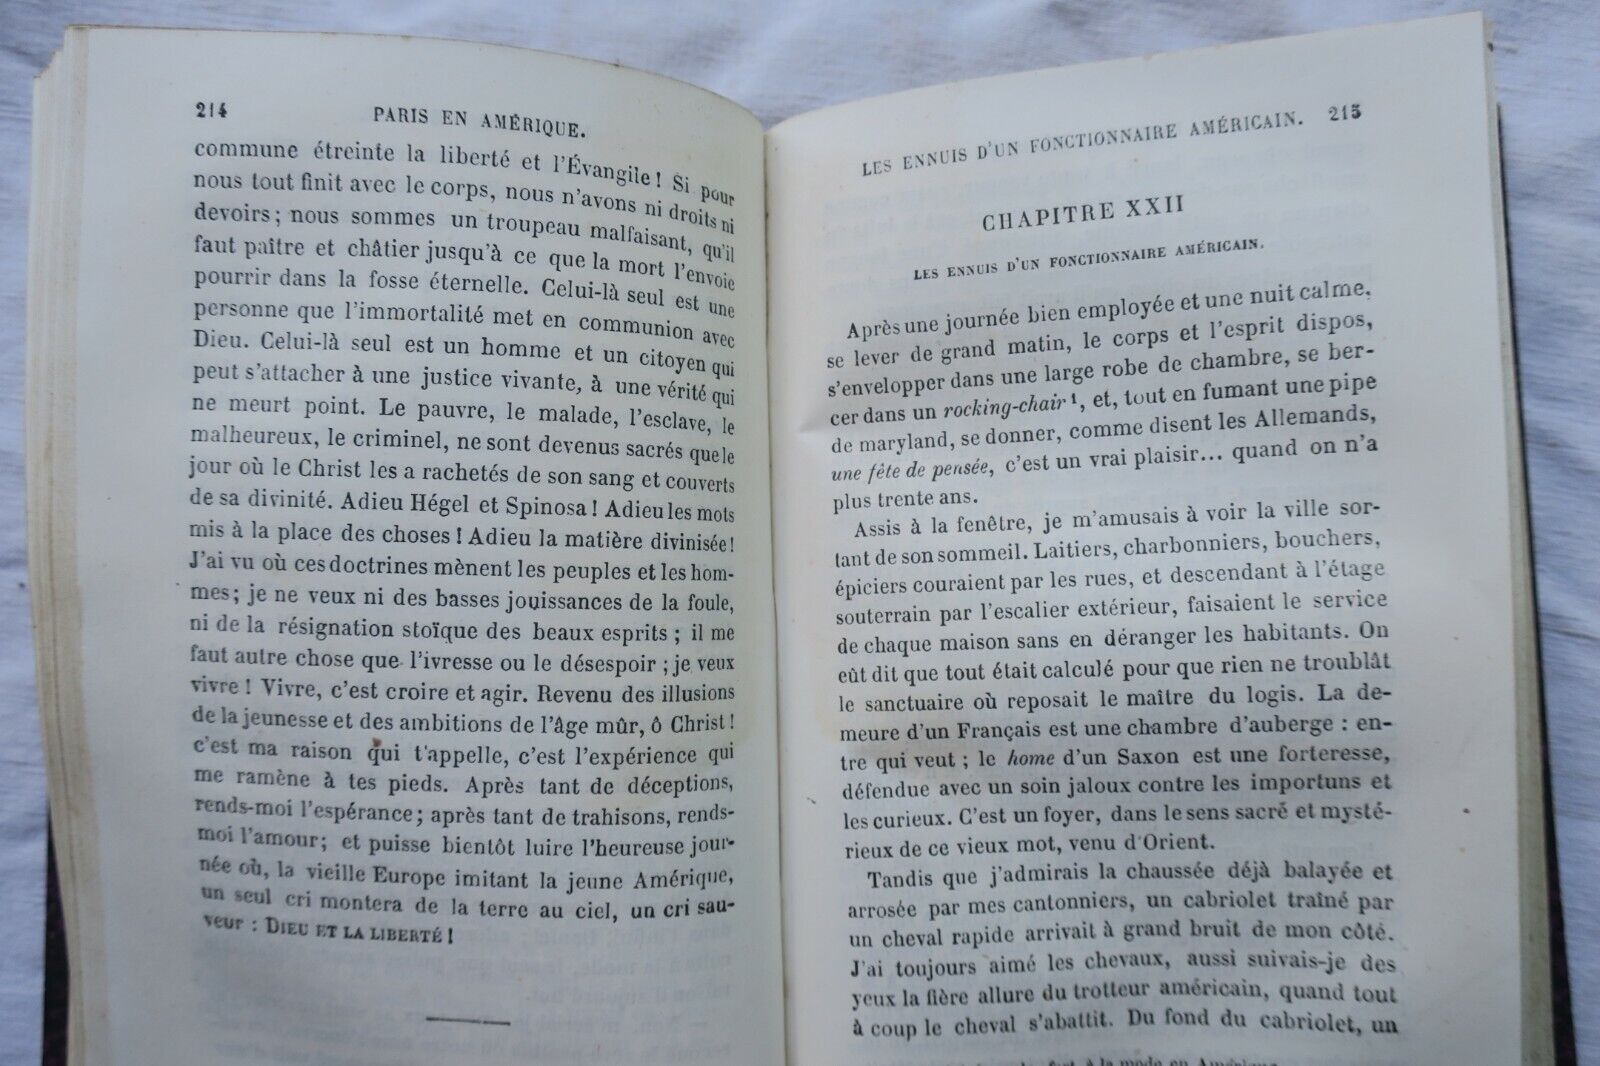 214 PARIS EN AMÉRIQUE.
commune étreinte la liberté et l'Évangile! Si pour
nous tout finit avec le corps, nous n'avons ni droits ni
devoirs; nous sommes un troupeau malfaisant, qu'il
faut paître et châtier jusqu'à ce que la mort l'envoie
pourrir dans la fosse éternelle. Celui-là seul est une
personne que l'immortalité met en communion avec
Dieu. Celui-là seul est un homme et un citoyen qui
peut s'attacher à une justice vivante, à une vérité qui
ne meurt point. Le pauvre, le malade, l'esclave, le
malheureux, le criminel, ne sont devenus sacrés que le
jour où le Christ les a rachetés de son sang et couverts
de sa divinité. Adieu Hégel et Spinosa! Adieu les mots
mis à la place des choses! Adieu la matière divinisée!
J'ai vu où ces doctrines mènent les peuples et les hom-
mes; je ne veux ni des basses jouissances de la foule,
ni de la résignation stoïque des beaux esprits; il me
faut autre chose que l'ivresse ou le désespoir; je veux
vivre! Vivre, c'est croire et agir. Revenu des illusions
de la jeunesse et des ambitions de l'âge mûr, ô Christ!
c'est ma raison qui t'appelle, c'est l'expérience qui
me ramène à tes pieds. Après tant de déceptions,
rends-moi l'espérance; après tant de trahisons, rends-
moi l'amour; et puisse bientôt luire l'heureuse jour-
née où, la vieille Europe imitant la jeune Amérique,
un seul cri montera de la terre au ciel, un cri sau-
veur : DIEU ET LA LIBERTÉ!
LES ENNUIS D'UN FONCTIONNAIRE AMÉRICAIN. 215
CHAPITRE XXII
LES ENNUIS D'UN FONCTIONNAIRE AMÉRICAIN.
Après une journée bien employée et une nuit calme,
se lever de grand matin, le corps et l'esprit dispos,
s'envelopper dans une large robe de chambre, se ber-
cer dans un rocking-chair¹, et, tout en fumant une pipe
de maryland, se donner, comme disent les Allemands,
une fête de pensée, c'est un vrai plaisir... quand on n'a
plus trente ans.
Assis à la fenêtre, je m'amusais à voir la ville sor-
tant de son sommeil. Laitiers, charbonniers, bouchers,
épiciers couraient par les rues, et descendant à l'étage
souterrain par l'escalier extérieur, faisaient le service
de chaque maison sans en déranger les habitants. On
eût dit que tout était calculé pour que rien ne troublât
le sanctuaire où reposait le maître du logis. La de-
meure d'un Français est une chambre d'auberge : en-
tre qui veut; le home d'un Saxon est une forteresse,
défendue avec un soin jaloux contre les importuns et
les curieux. C'est un foyer, dans le sens sacré et mysté-
rieux de ce vieux mot, venu d'Orient.
Tandis que j'admirais la chaussée déjà balayée et
arrosée par mes cantonniers, un cabriolet traîné par
un cheval rapide arrivait à grand bruit de mon côté.
J'ai toujours aimé les chevaux, aussi suivais-je des
yeux la fière allure du trotteur américain, quand tout
à coup le cheval s'abattit. Du fond du cabriolet, un
fort à la mode en Amérique